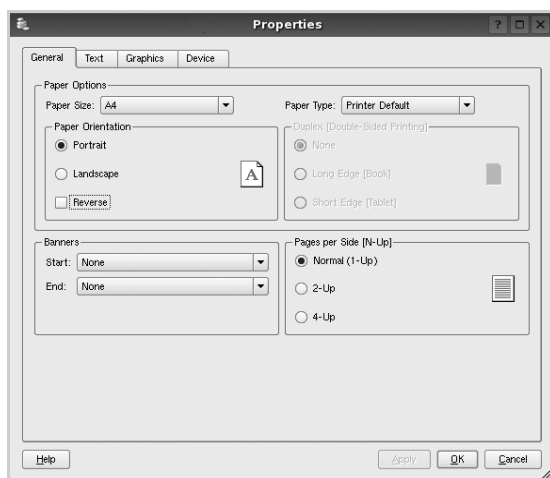 Properties
General Text Graphics Device
Paper Options
Paper Size: A4 Paper Type: Printer Default
Paper Orientation
Portrait
Landscape
Reverse
A
Duplex [Double-Sided Printing]
None
Long Edge [Book]
Short Edge [Tablet]
Banners
Start: None
End: None
Pages per Side [N-Up]
Normal (1-Up)
2-Up
4-Up
Help Apply OK Cancel